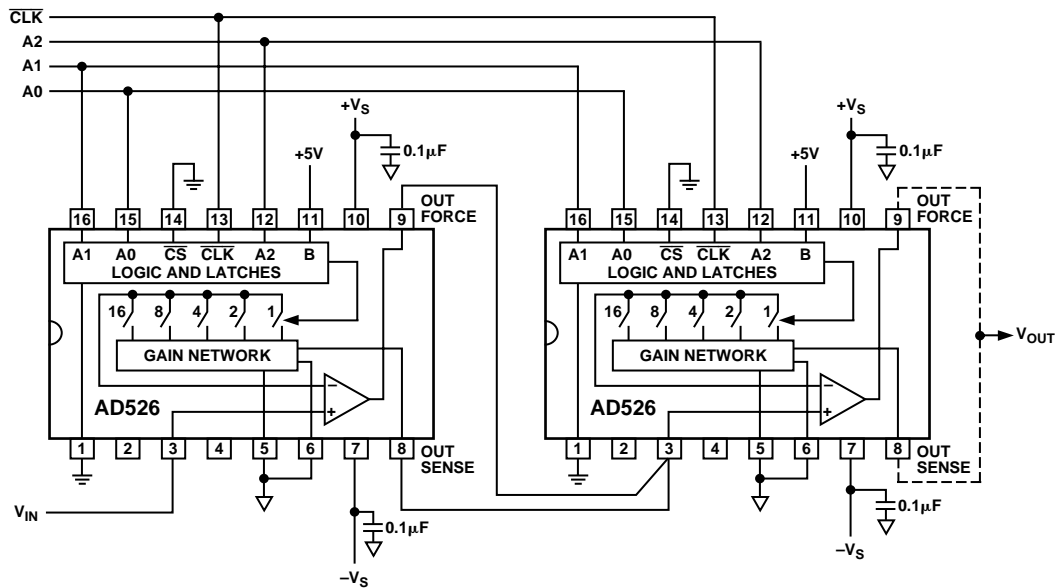 CLK
A2
A1
A0
+VS
0.1µF
+5V
OUT
FORCE
16 15 14 13 12 11 10 9
A1 A0 CS CLK A2 B
LOGIC AND LATCHES
16 8 4 2 1
GAIN NETWORK
–
+
AD526
1 2 3 4 5 6 7 8
OUT
SENSE
VIN
0.1µF
–VS
+VS
0.1µF
+5V
OUT
FORCE
16 15 14 13 12 11 10 9
A1 A0 CS CLK A2 B
LOGIC AND LATCHES
16 8 4 2 1
GAIN NETWORK
–
+
AD526
1 2 3 4 5 6 7 8
OUT
SENSE
VOUT
0.1µF
–VS